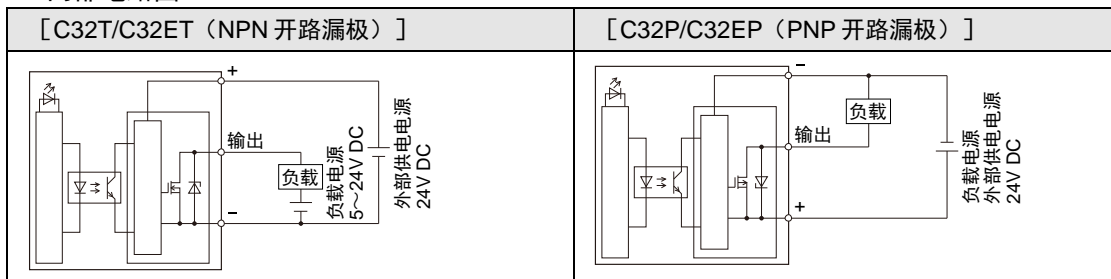 ［C32T/C32ET（NPN 开路漏极）］
［C32P/C32EP（PNP 开路漏极）］
+
输出
负载
−
负载电源
5～24V DC
外部供电电源
24V DC
−
负载
输出
+
负载电源
外部供电电源
24V DC